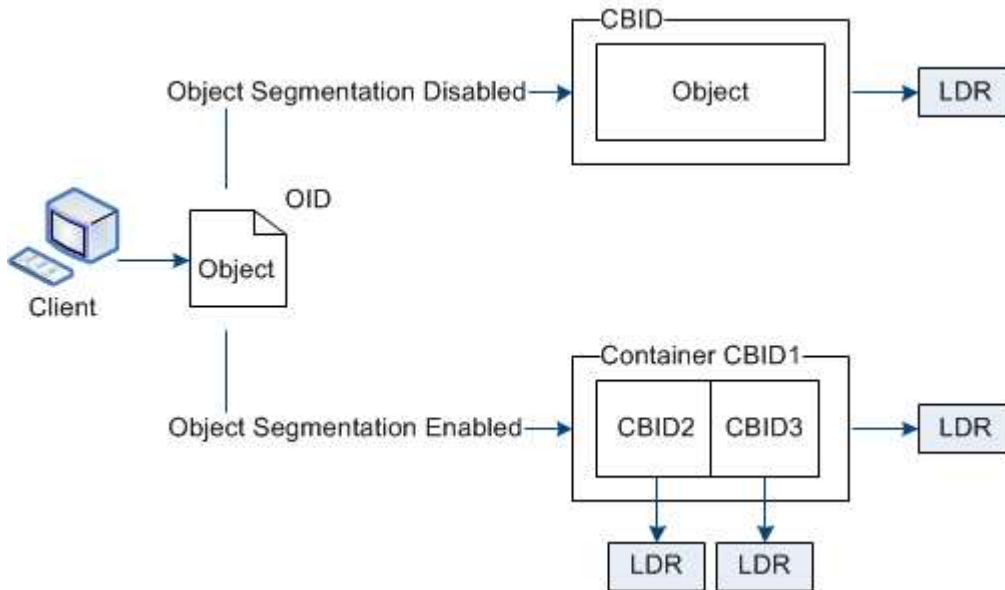 CBID
Object Segmentation Disabled
Object
LDR
OID
Object
Client
Container CBID1
Object Segmentation Enabled
CBID2
CBID3
LDR
LDR
LDR